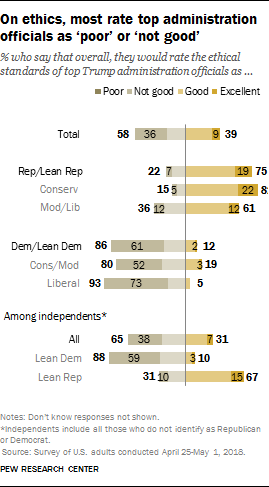 On ethics, most rate top administration
officials as ‘poor’ or ‘not good’
% who say that overall, they would rate the ethical
standards of top Trump administration officials as ...
Poor Not good Good Excellent
Total 58 36 9 39
Rep/Lean Rep 22 7 19 75
Conserv 15 5 22
Mod/Lib 36 12 12 61
Dem/Lean Dem 86 61 2 12
Cons/Mod 80 52 3 19
Liberal 93 73 5
Among independents*
All 65 38 7 31
Lean Dem 88 59 3 10
Lean Rep 31 10 15 67
Notes: Don't know responses not shown.
*Independents include all those who do not identify as Republican
or Democrat.
Source: Survey of U.S. adults conducted April 25-May 1, 2018.
PEW RESEARCH CENTER